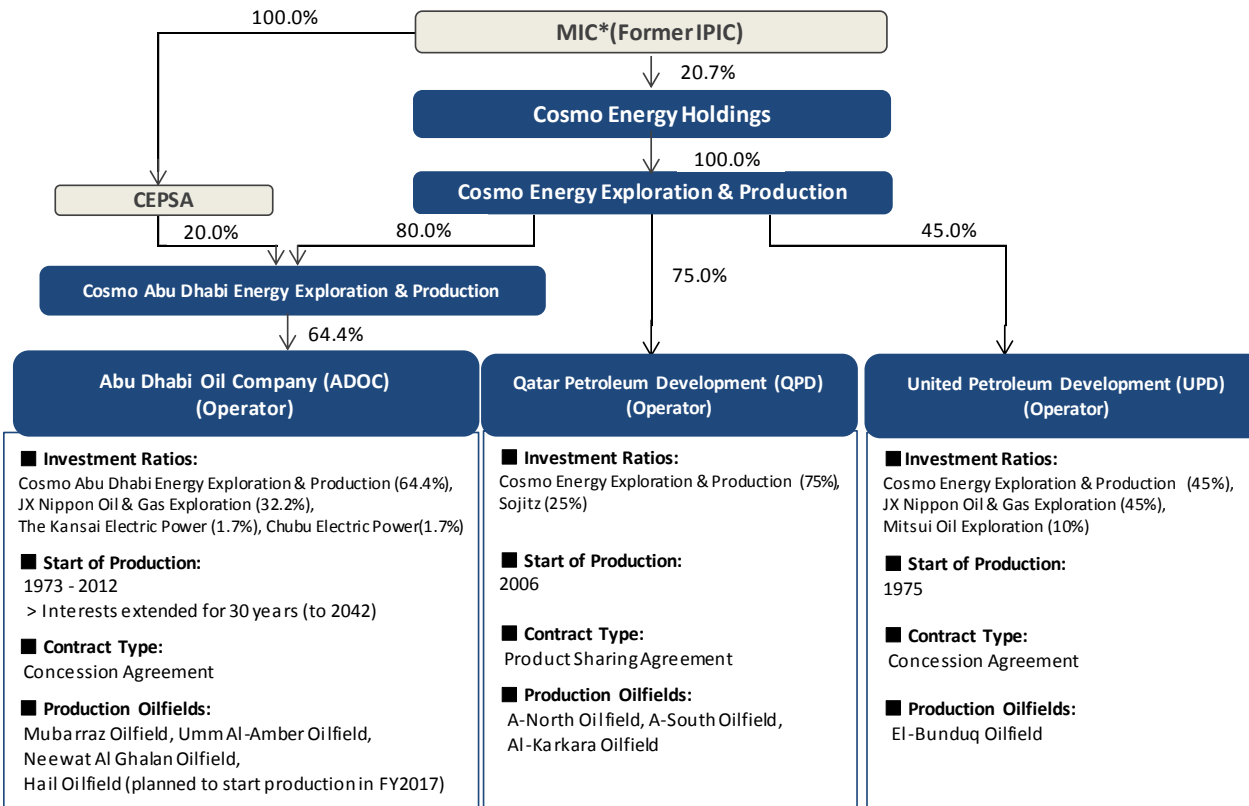 100.0%
MIC*(Former IPIC)
20.7%
Cosmo Energy Holdings
100.0%
CEPSA
Cosmo Energy Exploration & Production
20.0%
80.0%
45.0%
75.0%
Cosmo Abu Dhabi Energy Exploration & Production
64.4%
Abu Dhabi Oil Company (ADOC)
(Operator)
■ Investment Ratios:
Cosmo Abu Dhabi Energy Exploration & Production (64.4%),
JX Nippon Oil & Gas Exploration (32.2%),
The Kansai Electric Power (1.7%), Chubu Electric Power(1.7%)
■ Start of Production:
1973 - 2012
> Interests extended for 30 years (to 2042)
■ Contract Type:
Concession Agreement
■ Production Oilfields:
Mubarraz Oilfield, Umm Al-Amber Oilfield,
Neewat Al Ghalan Oilfield,
Hail Oilfield (planned to start production in FY2017)
Qatar Petroleum Development (QPD)
(Operator)
■ Investment Ratios:
Cosmo Energy Exploration & Production (75%),
Sojitz (25%)
■ Start of Production:
2006
■ Contract Type:
Product Sharing Agreement
■ Production Oilfields:
A-North Oilfield, A-South Oilfield,
Al-Karkara Oilfield
United Petroleum Development (UPD)
(Operator)
■ Investment Ratios:
Cosmo Energy Exploration & Production (45%)
JX Nippon Oil & Gas Exploration (45%),
Mitsui Oil Exploration (10%)
■ Start of Production:
1975
■ Contract Type:
Concession Agreement
■ Production Oilfields:
El-Bunduq Oilfield